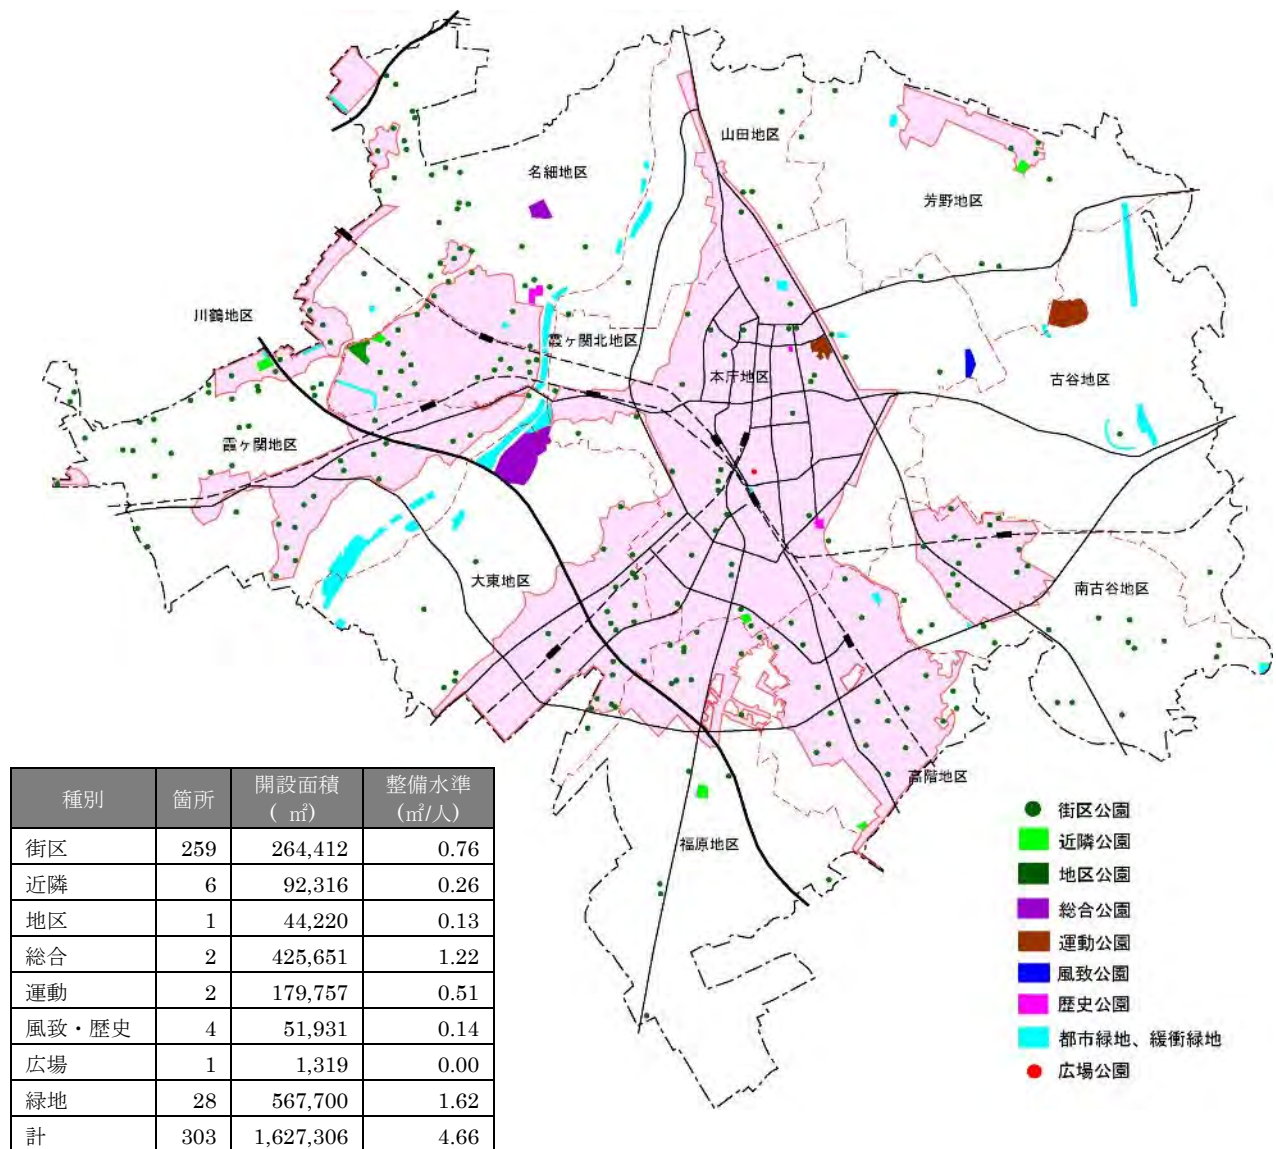 山田地区
名細地区
芳野地区
川鶴地区
霞ヶ関北地区
本庁地区
古谷地区
霞ヶ関地区
大東地区
南古谷地区
高階地区
福原地区
種別 箇所 開設面積 (㎡) 整備水準 (㎡/人)
街区 259 264,412 0.76
近隣 6 92,316 0.26
地区 1 44,220 0.13
総合 2 425,651 1.22
運動 2 179,757 0.51
風致・歴史 4 51,931 0.14
広場 1 1,319 0.00
緑地 28 567,700 1.62
計 303 1,627,306 4.66
街区公園
近隣公園
地区公園
総合公園
運動公園
風致公園
歴史公園
都市緑地、緩衝緑地
広場公園